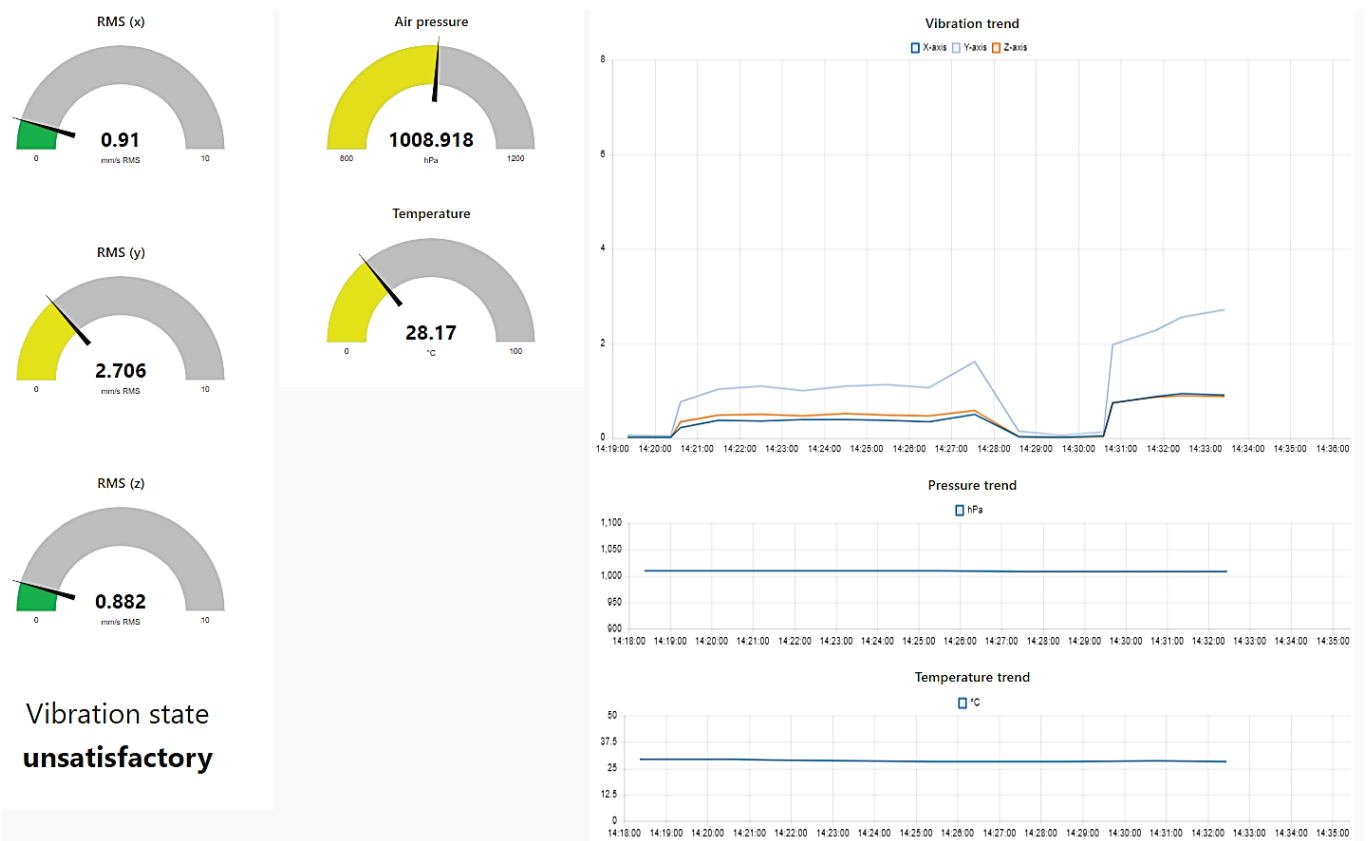 RMS (x)
0.91
mm/s RMS
0
10
RMS (y)
2.706
mm/s RMS
0
10
RMS (z)
0.882
mm/s RMS
0
10
Vibration state
unsatisfactory
Air pressure
1008.918
hPa
800
1200
Temperature
28.17
°C
0
100
Vibration trend
X-axis Y-axis Z-axis
8
6
4
2
0
14:19:00 14:20:00 14:21:00 14:22:00 14:23:00 14:24:00 14:25:00 14:26:00 14:27:00 14:28:00 14:29:00 14:30:00 14:31:00 14:32:00 14:33:00 14:34:00 14:35:00 14:36:00
Pressure trend
hPa
1,100
1,050
1,000
950
900
14:18:00 14:19:00 14:20:00 14:21:00 14:22:00 14:23:00 14:24:00 14:25:00 14:26:00 14:27:00 14:28:00 14:29:00 14:30:00 14:31:00 14:32:00 14:33:00 14:34:00 14:35:00
Temperature trend
°C
50
37.5
25
12.5
0
14:18:00 14:19:00 14:20:00 14:21:00 14:22:00 14:23:00 14:24:00 14:25:00 14:26:00 14:27:00 14:28:00 14:29:00 14:30:00 14:31:00 14:32:00 14:33:00 14:34:00 14:35:00